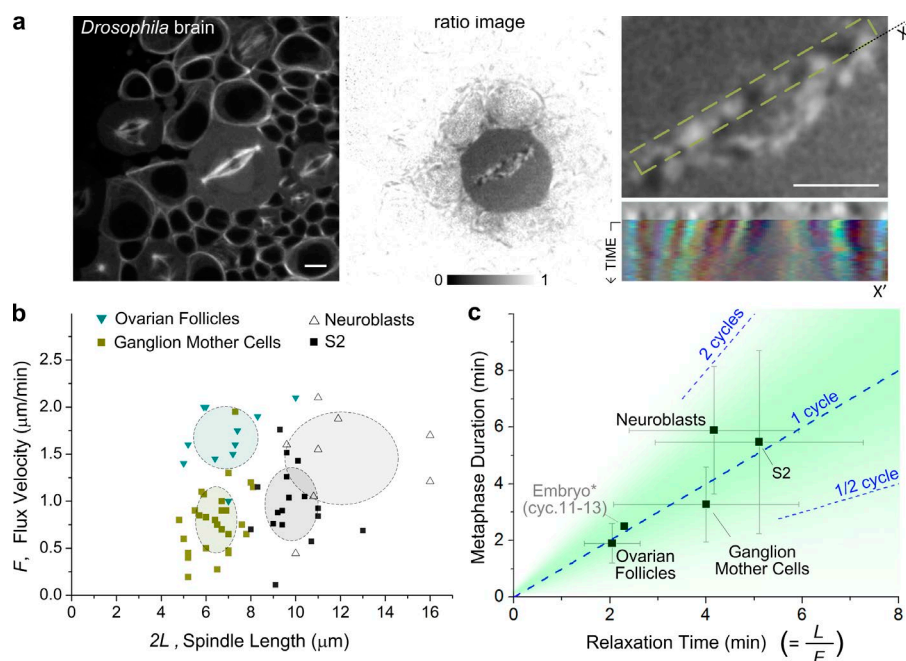 a
Drosophila brain
ratio image
X
0 1
TIME
X'
b
Ovarian Follicles
Ganglion Mother Cells
Neuroblasts
S2
F, Flux Velocity (μm/min)
2.5
2.0
1.5
1.0
0.5
0.0
0 2 4 6 8 10 12 14 16
2L, Spindle Length (μm)
c
Metaphase Duration (min)
8
6
4
2
0
2 cycles
1 cycle
1/2 cycle
Neuroblasts
S2
Embryo*
(cyc.11-13)
Ovarian
Follicles
Ganglion
Mother Cells
0 2 4 6 8
Relaxation Time (min) (= L/F)